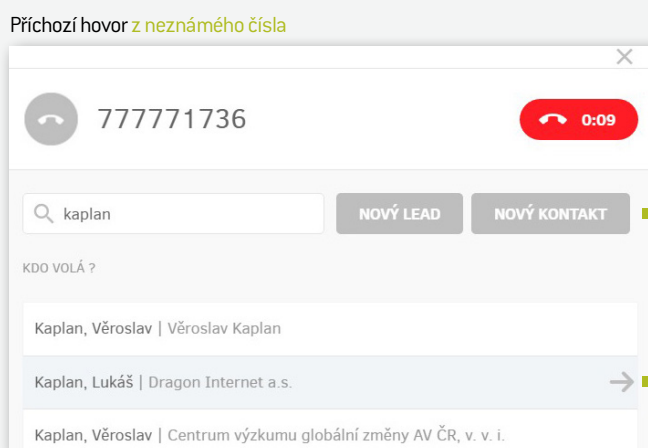 Příchozí hovor z neznámého čísla
777771736
0:09
kaplan
NOVÝ LEAD
NOVÝ KONTAKT
KDO VOLÁ ?
Kaplan, Věroslav | Věroslav Kaplan
Kaplan, Lukáš | Dragon Internet a.s.
Kaplan, Věroslav | Centrum výzkumu globální změny AV ČR, v. v. i.